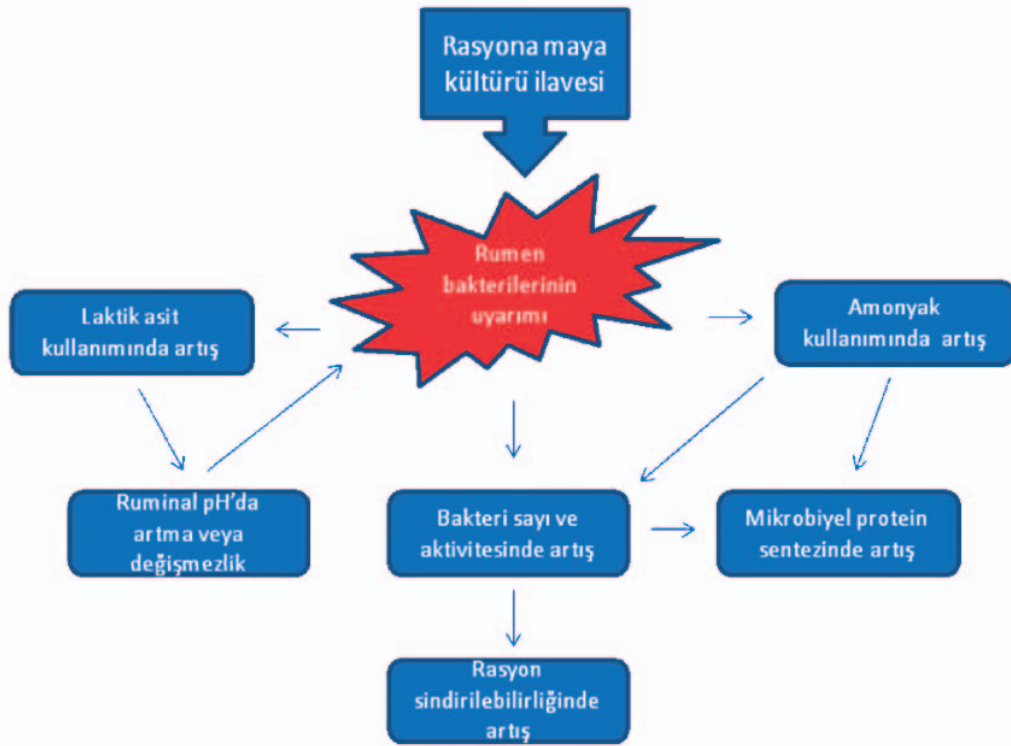 Rasyona maya
kültürü ilavesi
Rumen
bakterilerinin
uyarımı
Laktik asit
kullanımında artış
Amonyak
kullanımında artış
Ruminal pH'da
artma veya
değişmezlik
Bakteri sayı ve
aktivitesinde artış
Mikrobiyel protein
sentezinde artış
Rasyon
sindirilebilirliğinde
artış